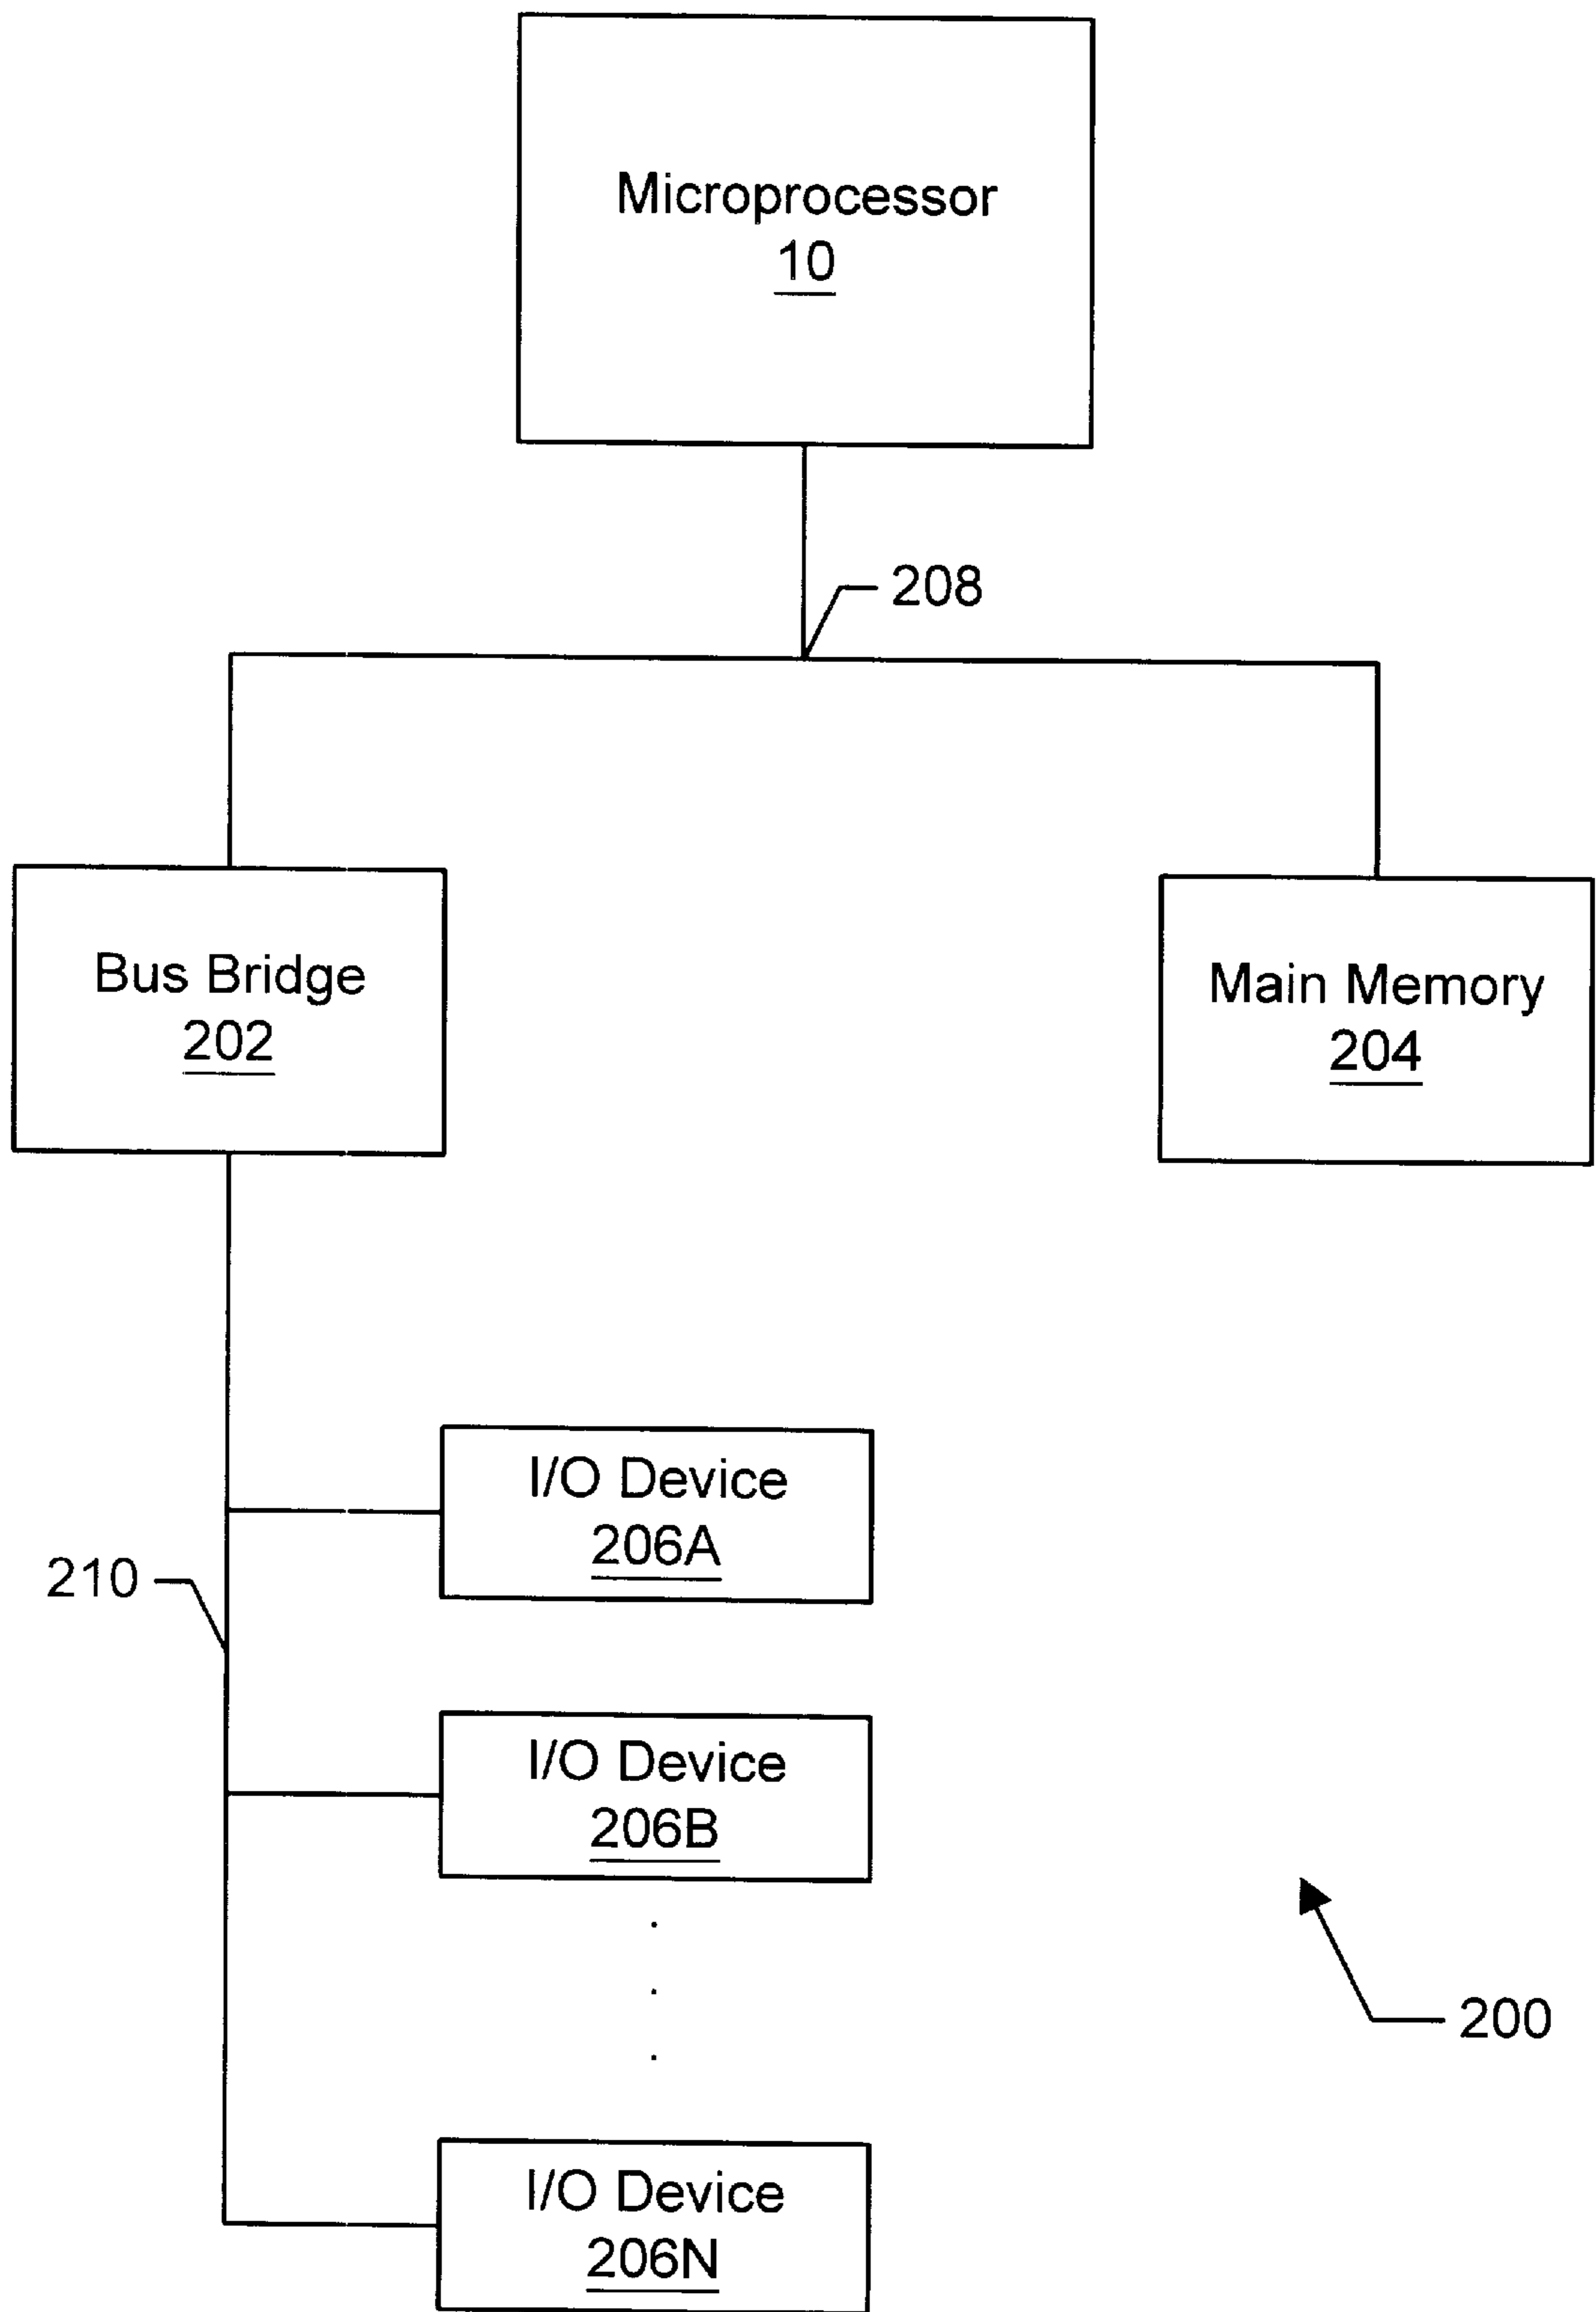 Microprocessor
10
208
Bus Bridge
202
Main Memory
204
I/O Device
206A
210
I/O Device
206B
200
I/O Device
206N